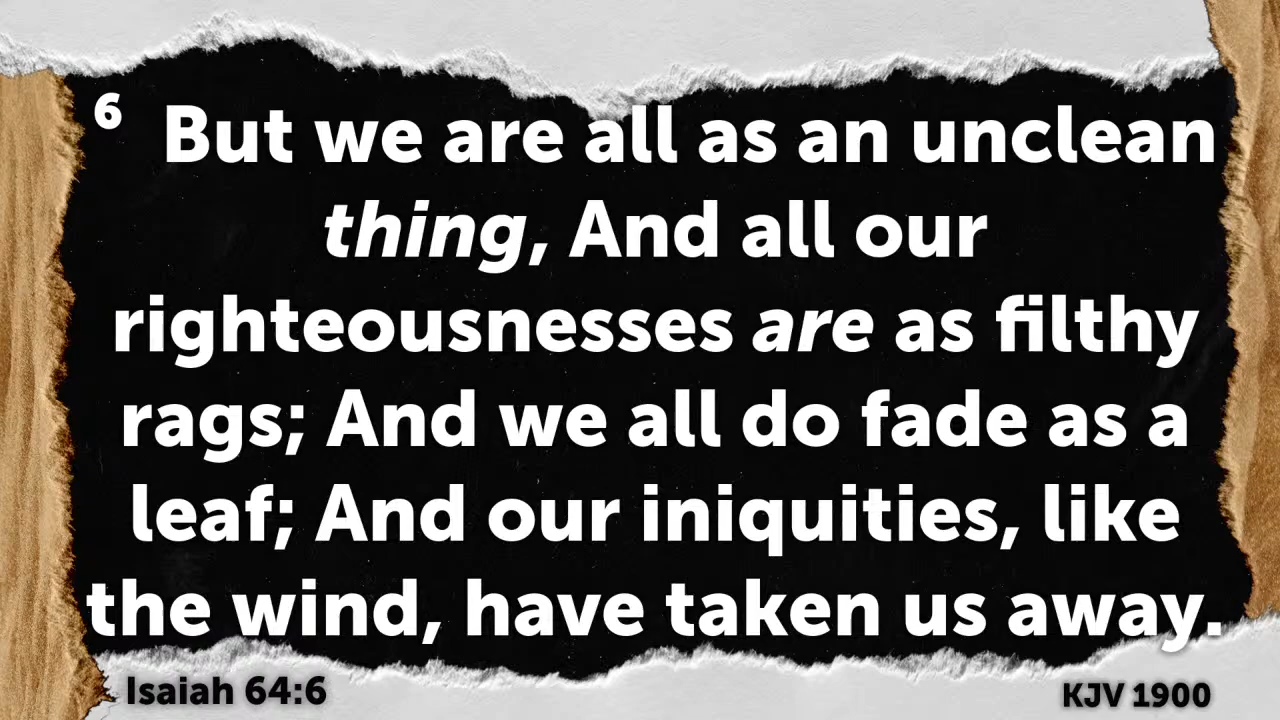 6 But we are all as an unclean
thing, And all our
righteousnesses are as filthy
rags; And we all do fade as a
leaf; And our iniquities, like
the wind, have taken us away.
Isaiah 64:6
KJV 1900